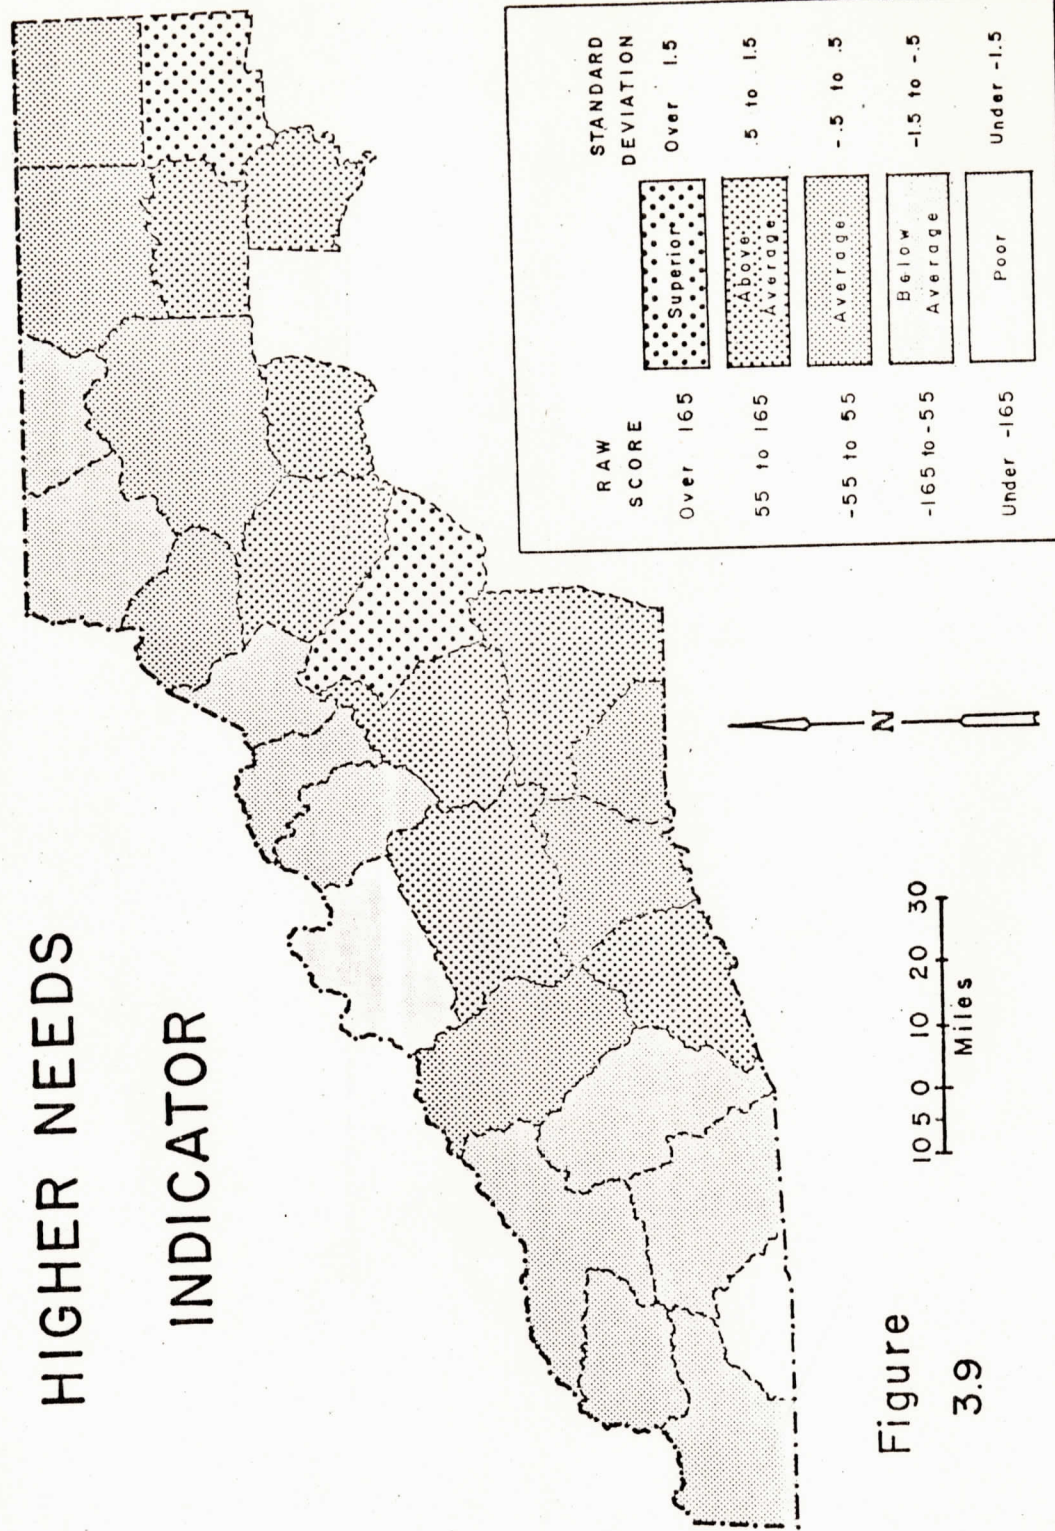 HIGHER NEEDS
INDICATOR
RAW
SCORE
STANDARD
DEVIATION
Over 165
Superior
Over 1.5
55 to 165
Above
Average
.5 to 1.5
-55 to 55
Average
-.5 to .5
-165 to -55
Below
Average
-1.5 to -.5
Under -165
Poor
Under -1.5
N
10 5 0 10 20 30
Miles
Figure
3.9